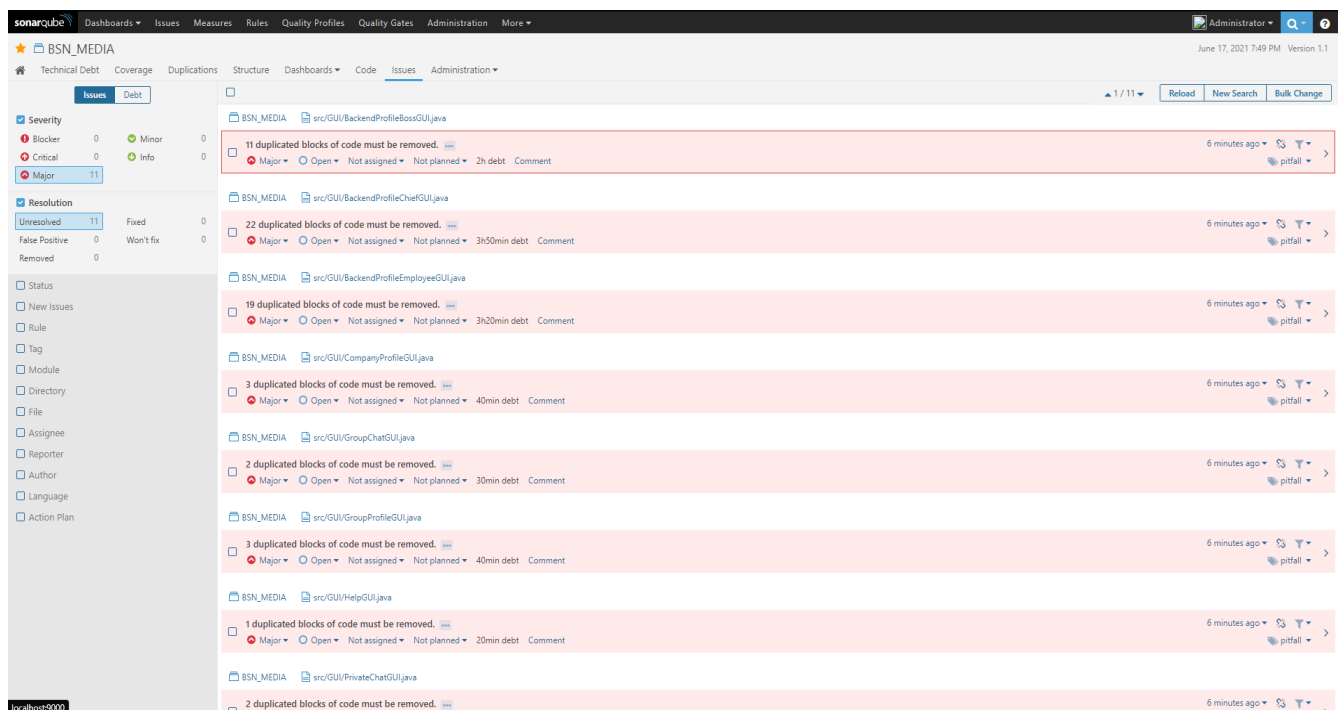 sonarqube Dashboards Issues Measures Rules Quality Profiles Quality Gates Administration More Administrator
BSN_MEDIA June 17, 2021 7:49 PM Version 1.1
Technical Debt Coverage Duplications Structure Dashboards Code Issues Administration
Issues Debt 1 / 11 Reload New Search Bulk Change
Severity
Blocker 0 Minor 0
Critical 0 Info 0
Major 11
Resolution
Unresolved 11 Fixed 0
False Positive 0 Won't fix 0
Removed 0
Status
New Issues
Rule
Tag
Module
Directory
File
Assignee
Reporter
Author
Language
Action Plan
BSN_MEDIA src/GUI/BackendProfileBossGUI.java
11 duplicated blocks of code must be removed. 6 minutes ago
Major Open Not assigned Not planned 2h debt Comment pitfall
BSN_MEDIA src/GUI/BackendProfileChiefGUI.java
22 duplicated blocks of code must be removed. 6 minutes ago
Major Open Not assigned Not planned 3h50min debt Comment pitfall
BSN_MEDIA src/GUI/BackendProfileEmployeeGUI.java
19 duplicated blocks of code must be removed. 6 minutes ago
Major Open Not assigned Not planned 3h20min debt Comment pitfall
BSN_MEDIA src/GUI/CompanyProfileGUI.java
3 duplicated blocks of code must be removed. 6 minutes ago
Major Open Not assigned Not planned 40min debt Comment pitfall
BSN_MEDIA src/GUI/GroupChatGUI.java
2 duplicated blocks of code must be removed. 6 minutes ago
Major Open Not assigned Not planned 30min debt Comment pitfall
BSN_MEDIA src/GUI/GroupProfileGUI.java
3 duplicated blocks of code must be removed. 6 minutes ago
Major Open Not assigned Not planned 40min debt Comment pitfall
BSN_MEDIA src/GUI/HelpGUI.java
1 duplicated blocks of code must be removed. 6 minutes ago
Major Open Not assigned Not planned 20min debt Comment pitfall
BSN_MEDIA src/GUI/PrivateChatGUI.java
2 duplicated blocks of code must be removed. 6 minutes ago
localhost:9000